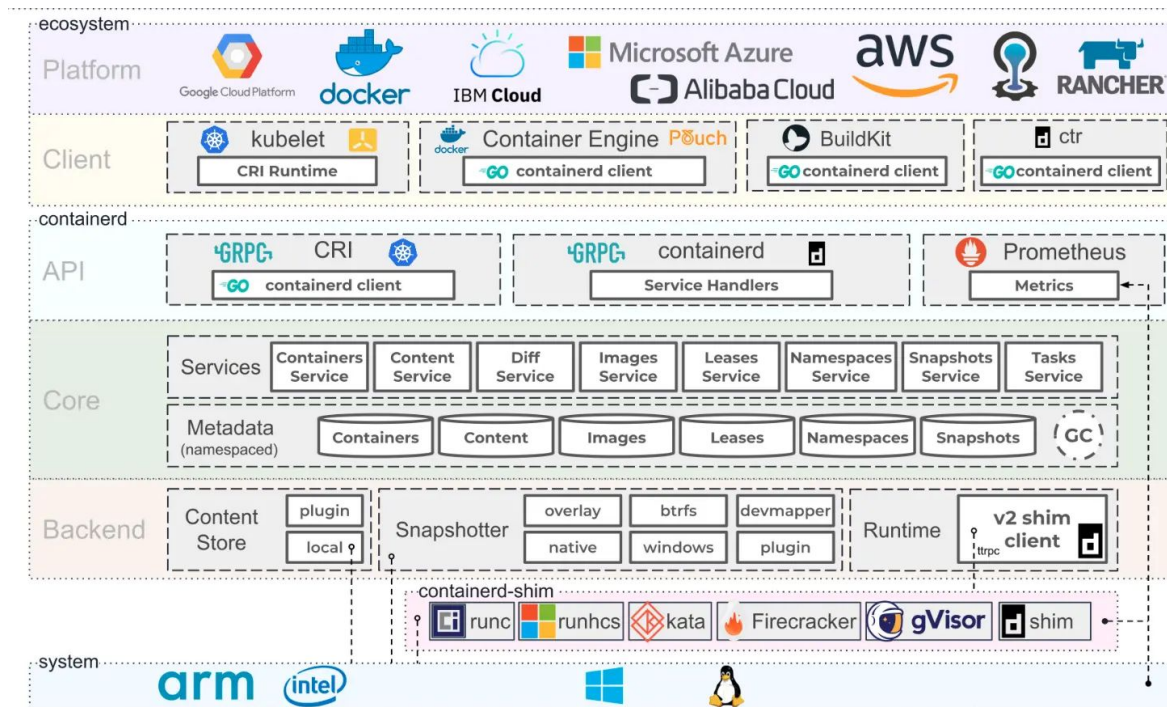 ecosystem
Platform
Google Cloud Platform
docker
IBM Cloud
Microsoft Azure
Alibaba Cloud
aws
RANCHER
Client
kubelet
CRI Runtime
docker
Container Engine
Pouch
GO containerd client
BuildKit
GO containerd client
ctr
GO containerd client
containerd
API
GRPC
CRI
GO containerd client
GRPC
containerd
Service Handlers
Prometheus
Metrics
Core
Services
Containers
Service
Content
Service
Diff
Service
Images
Service
Leases
Service
Namespaces
Service
Snapshots
Service
Tasks
Service
Metadata
(namespaced)
Containers
Content
Images
Leases
Namespaces
Snapshots
GC
Backend
Content
Store
plugin
local
Snapshotter
overlay
btrfs
devmapper
native
windows
plugin
Runtime
v2 shim
client
ttrpc
containerd-shim
runc
runhcs
kata
Firecracker
gVisor
shim
system
arm
intel